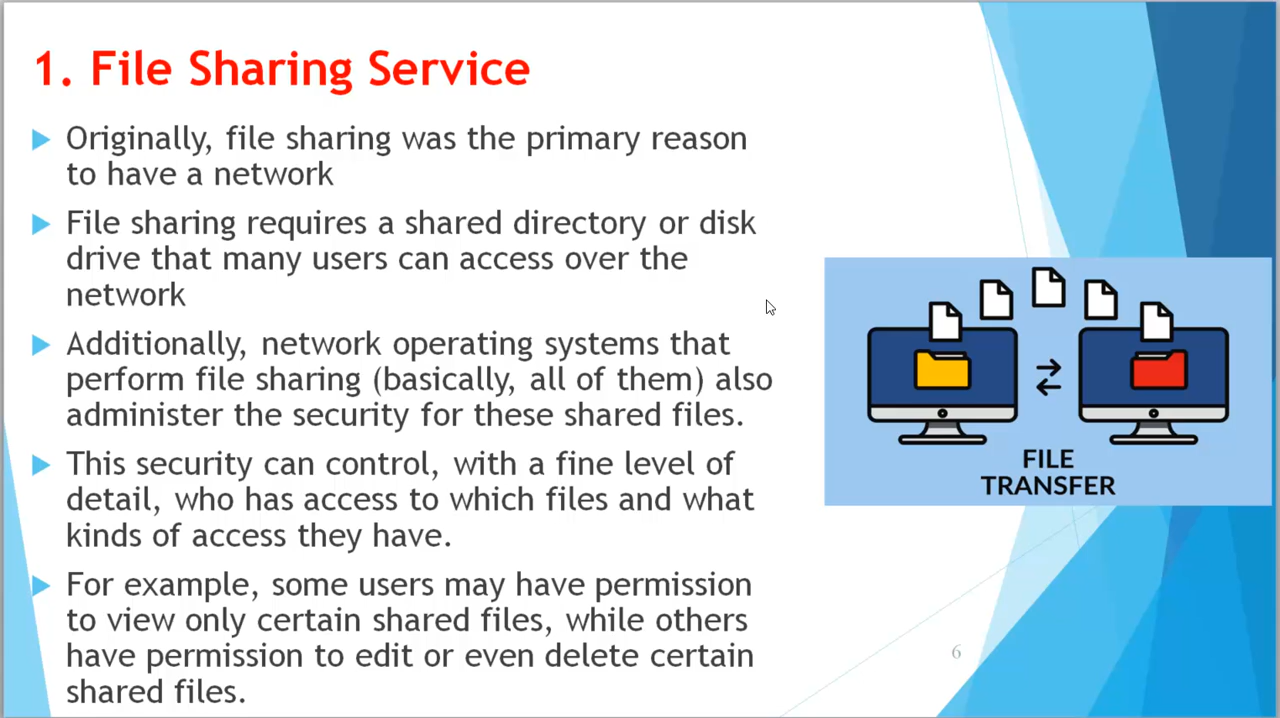 1. File Sharing Service
Originally, file sharing was the primary reason
to have a network
File sharing requires a shared directory or disk
drive that many users can access over the
network
Additionally, network operating systems that
perform file sharing (basically, all of them) also
administer the security for these shared files.
This security can control, with a fine level of
detail, who has access to which files and what
kinds of access they have.
For example, some users may have permission
to view only certain shared files, while others
have permission to edit or even delete certain
shared files.
FILE
TRANSFER
6